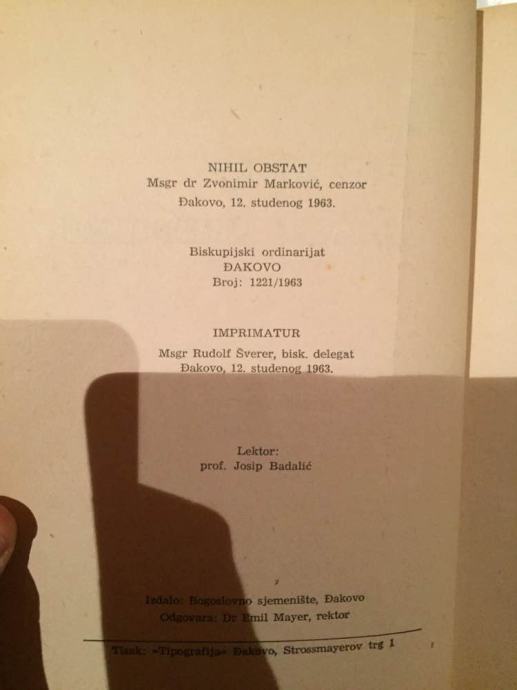 NIHIL OBSTAT
Msgr dr Zvonimir Marković, cenzor
Đakovo, 12. studenog 1963.
Biskupijski ordinarijat
ĐAKOVO
Broj: 1221/1963
IMPRIMATUR
Msgr Rudolf Šverer, bisk. delegat
Đakovo, 12. studenog 1963.
Lektor:
prof. Josip Badalić
Izdalo: Bogoslovno sjemenište, Đakovo
Odgovara: Dr Emil Mayer, rektor
Tisak: »Tipografija« Đakovo, Strossmayerov trg 1